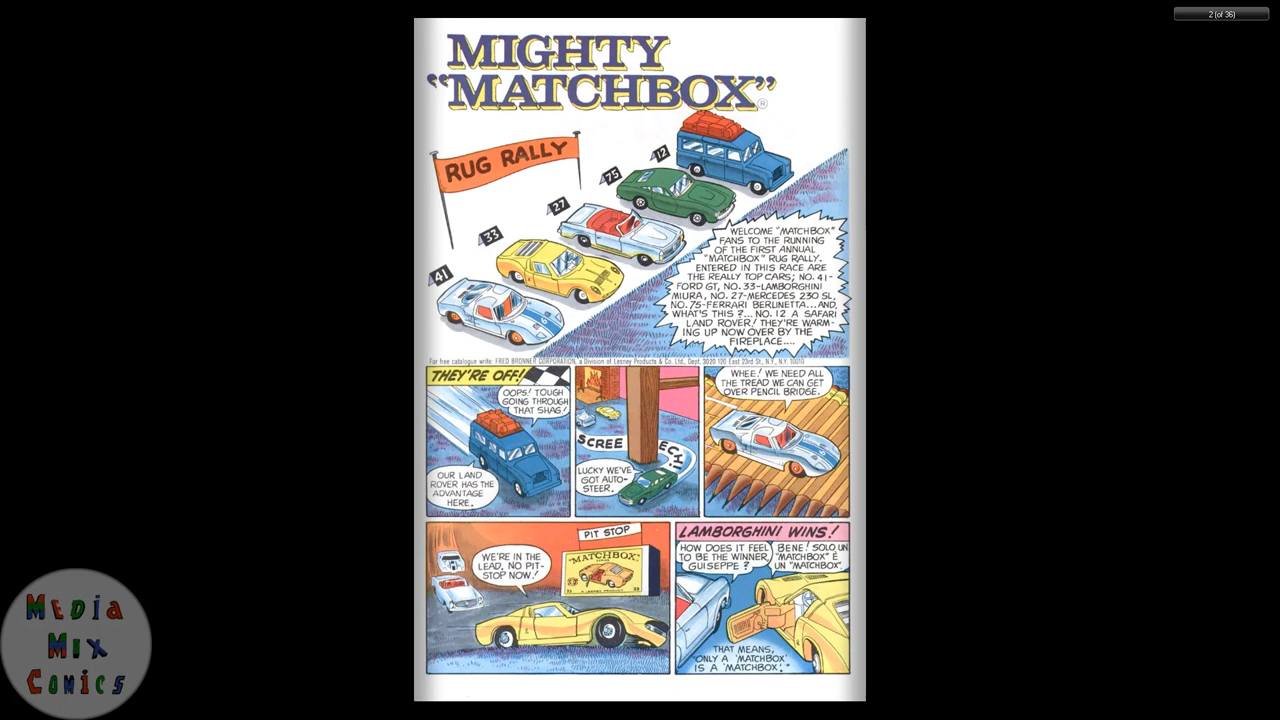 2 (of 36)
MIGHTY
"MATCHBOX"®
RUG RALLY
12
75
27
33
41
WELCOME "MATCHBOX"
FANS TO THE RUNNING
OF THE FIRST ANNUAL
"MATCHBOX" RUG RALLY.
ENTERED IN THIS RACE ARE
THE REALLY TOP CARS; NO. 41-
FORD GT, NO. 33-LAMBORGHINI
MIURA, NO. 27-MERCEDES 230 SL,
NO. 75-FERRARI BERLINETTA...AND,
WHAT'S THIS?...NO. 12 A SAFARI
LAND ROVER! THEY'RE WARM-
ING UP NOW OVER BY THE
FIREPLACE....
For free catalogue write: FRED BRONNER CORPORATION, a Division of Lesney Products & Co. Ltd., Dept. 3020 120 East 23rd St., N.Y., N.Y. 10010
THEY'RE OFF!
OOPS! TOUGH
GOING THROUGH
THAT SHAG!
OUR LAND
ROVER HAS THE
ADVANTAGE
HERE.
SCREE
ECH!
LUCKY WE'VE
GOT AUTO-
STEER.
WHEE! WE NEED ALL
THE TREAD WE CAN GET
OVER PENCIL BRIDGE.
WE'RE IN THE
LEAD, NO PIT-
STOP NOW!
PIT STOP
"MATCHBOX"
LAMBORGHINI WINS!
HOW DOES IT FEEL
TO BE THE WINNER,
GUISEPPE?
BENE! SOLO UN
"MATCHBOX" È
UN "MATCHBOX".
THAT MEANS,
"ONLY A 'MATCHBOX'
IS A 'MATCHBOX'."
MEDIA
MIX
COMICS